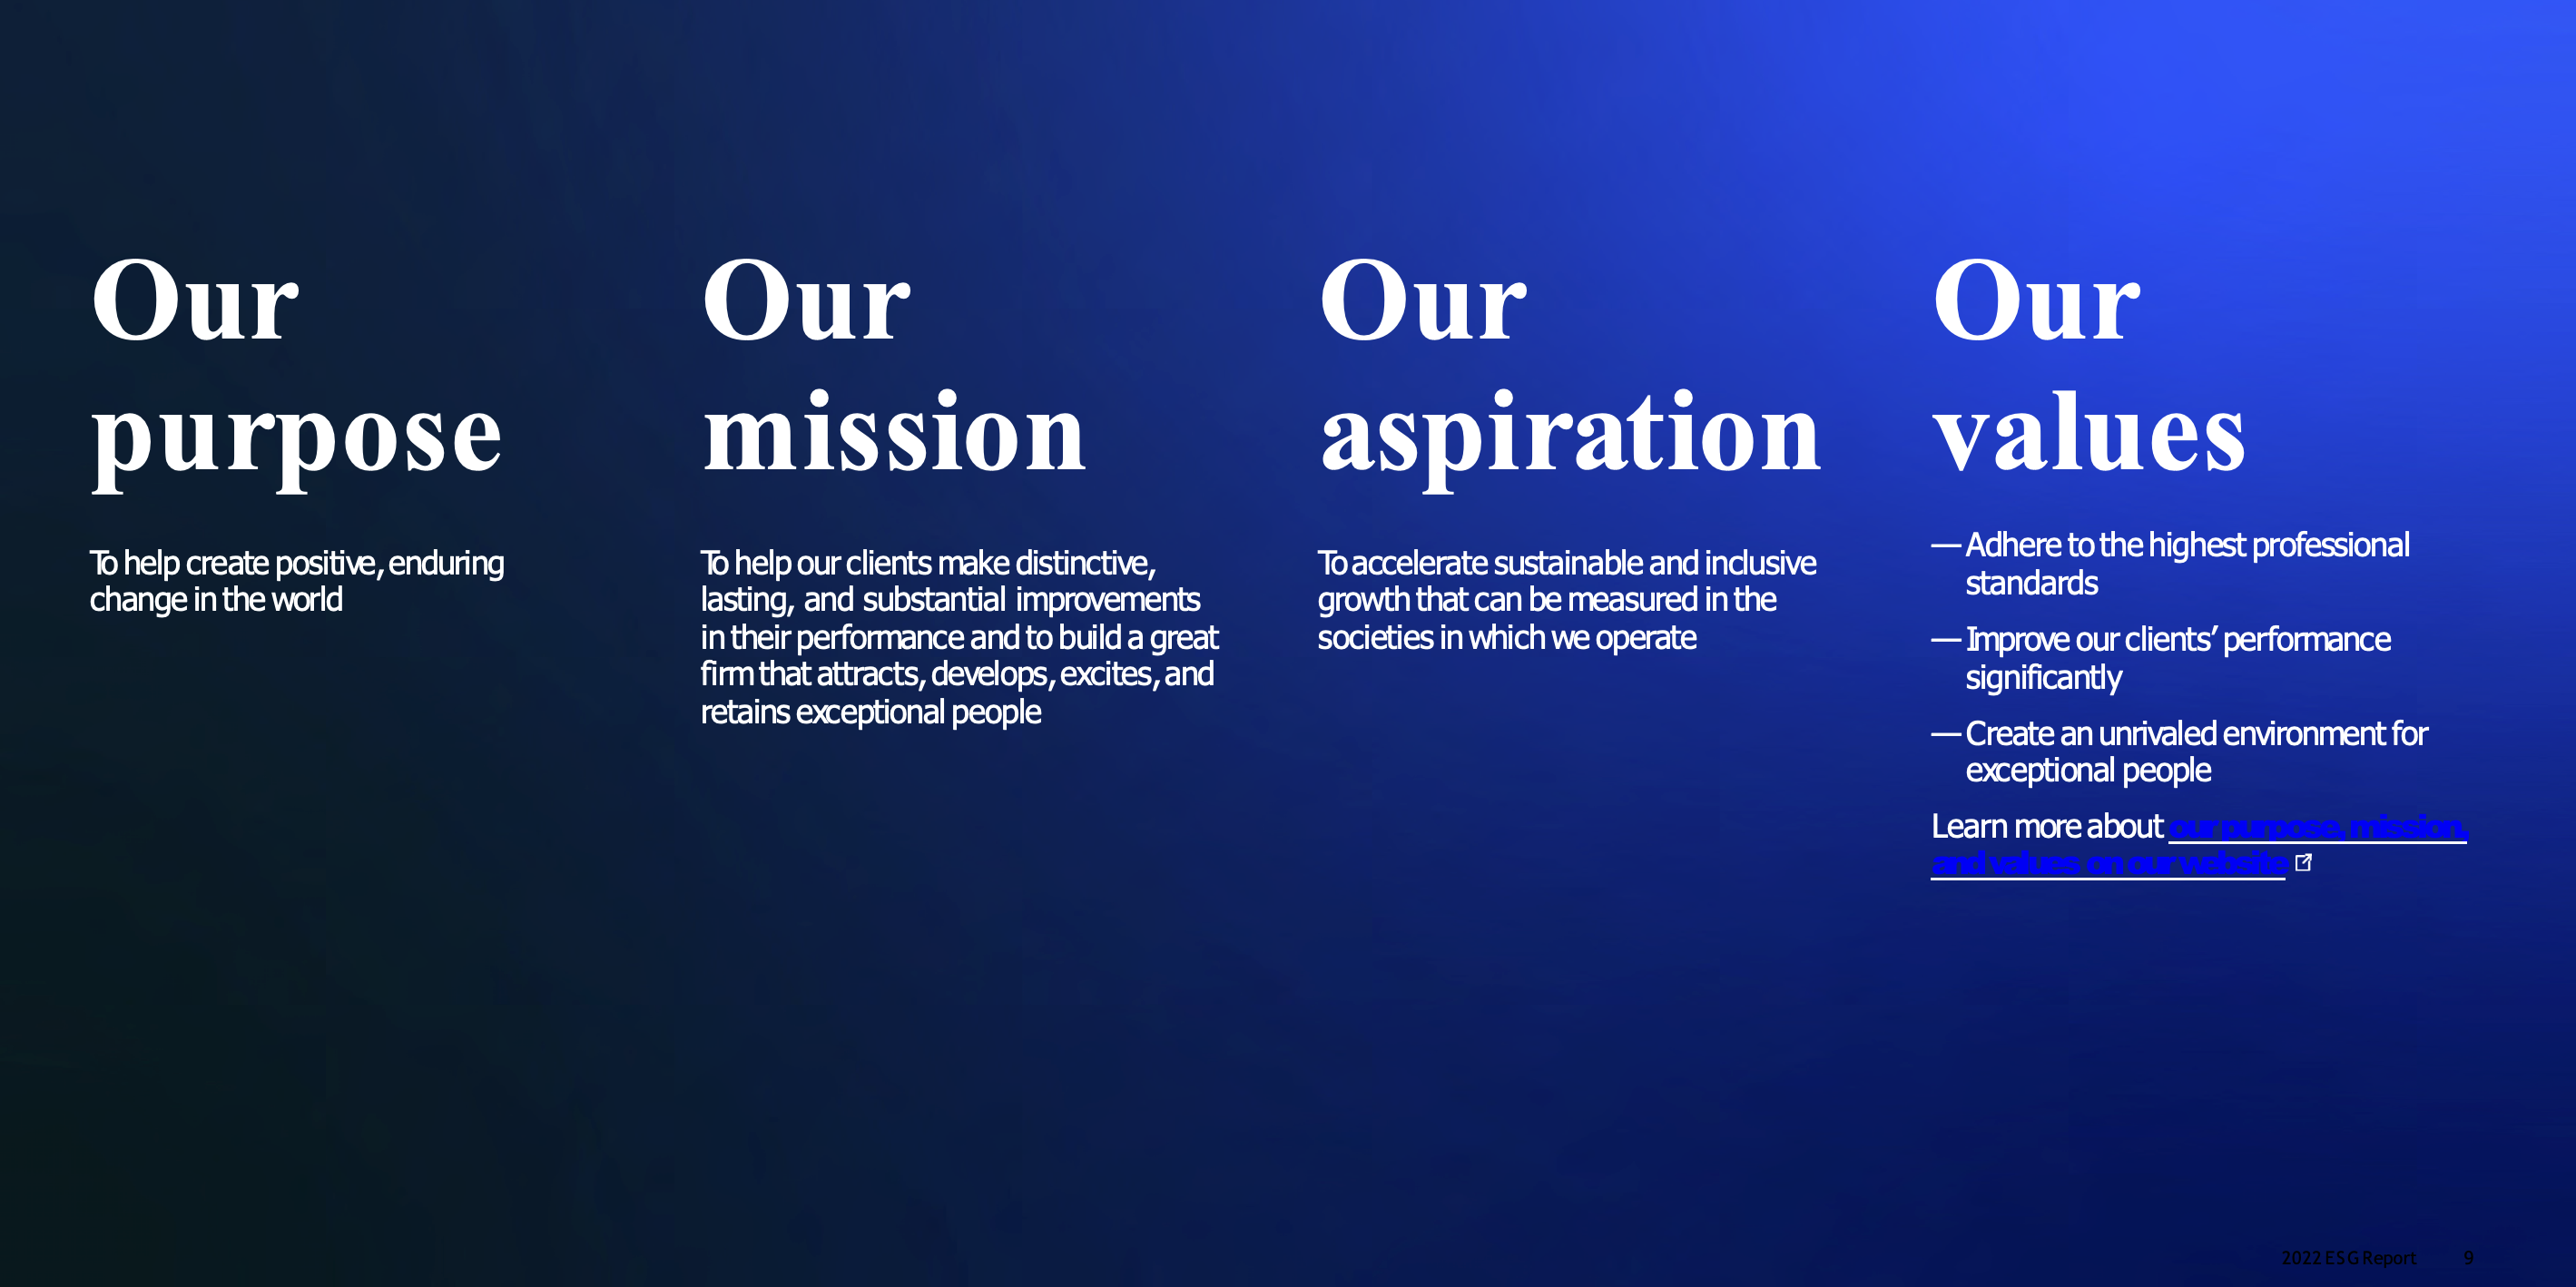 Our
purpose
To help create positive, enduring
change in the world
Our
mission
To help our clients make distinctive,
lasting, and substantial improvements
in their performance and to build a great
firm that attracts, develops, excites, and
retains exceptional people
Our
aspiration
To accelerate sustainable and inclusive
growth that can be measured in the
societies in which we operate
Our
values
— Adhere to the highest professional
standards
— Improve our clients’ performance
significantly
— Create an unrivaled environment for
exceptional people
Learn more about our purpose, mission,
and values on our website
2022 ESG Report 9